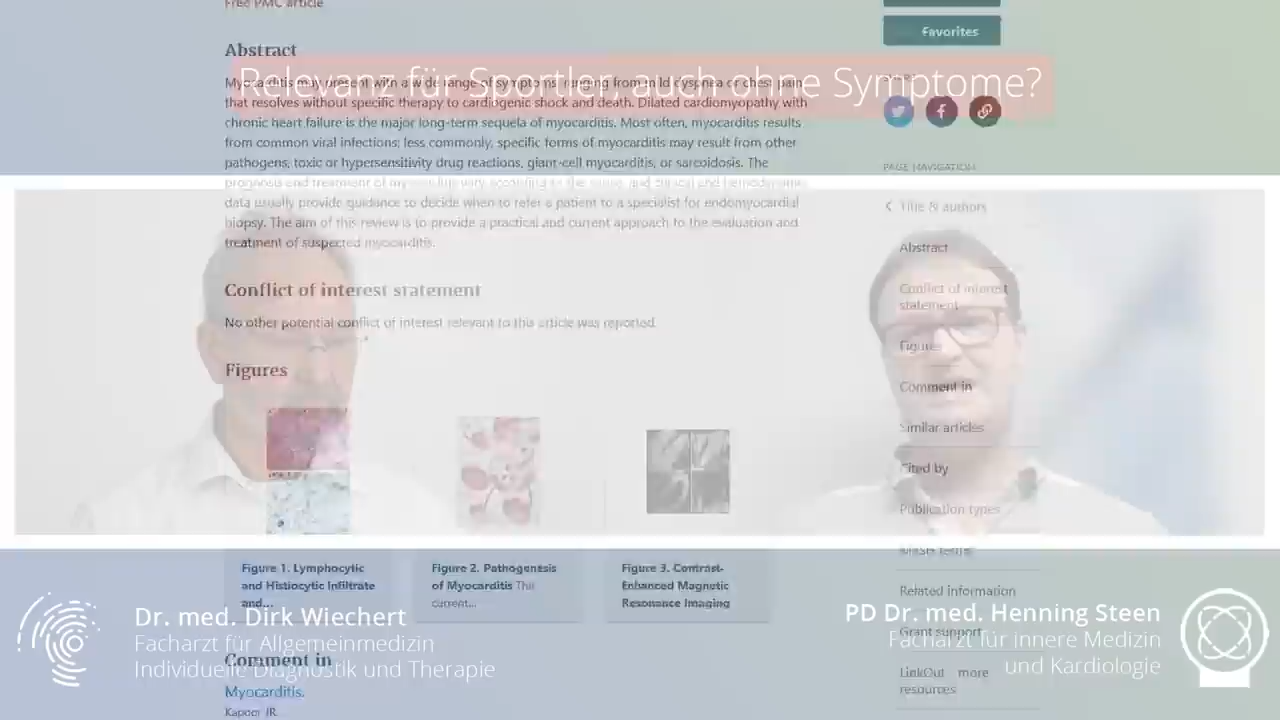 Free PMC article
Favorites
Abstract
Relevanz für Sportler, auch ohne Symptome?
Myocarditis may present with a wide range of symptoms, ranging from mild dyspnea or chest pain
that resolves without specific therapy to cardiogenic shock and death. Dilated cardiomyopathy with
chronic heart failure is the major long-term sequela of myocarditis. Most often, myocarditis results
from common viral infections; less commonly, specific forms of myocarditis may result from other
pathogens, toxic or hypersensitivity drug reactions, giant-cell myocarditis, or sarcoidosis. The
prognosis and treatment of myocarditis vary according to the cause, and clinical and hemodynamic
data usually provide guidance to decide when to refer a patient to a specialist for endomyocardial
biopsy. The aim of this review is to provide a practical and current approach to the evaluation and
treatment of suspected myocarditis.
PAGE NAVIGATION
Title & authors
Abstract
Conflict of interest
statement
Figures
Comment in
Similar articles
Cited by
Publication types
MeSH terms
Related information
Grant support
LinkOut more
resources
Conflict of interest statement
No other potential conflict of interest relevant to this article was reported.
Figures
Figure 1. Lymphocytic
and Histiocytic Infiltrate
and...
Figure 2. Pathogenesis
of Myocarditis The
current...
Figure 3. Contrast-
Enhanced Magnetic
Resonance Imaging
Dr. med. Dirk Wiechert
Facharzt für Allgemeinmedizin
Individuelle Diagnostik und Therapie
PD Dr. med. Henning Steen
Facharzt für innere Medizin
und Kardiologie
Comment in
Myocarditis.
Kapoor JR.